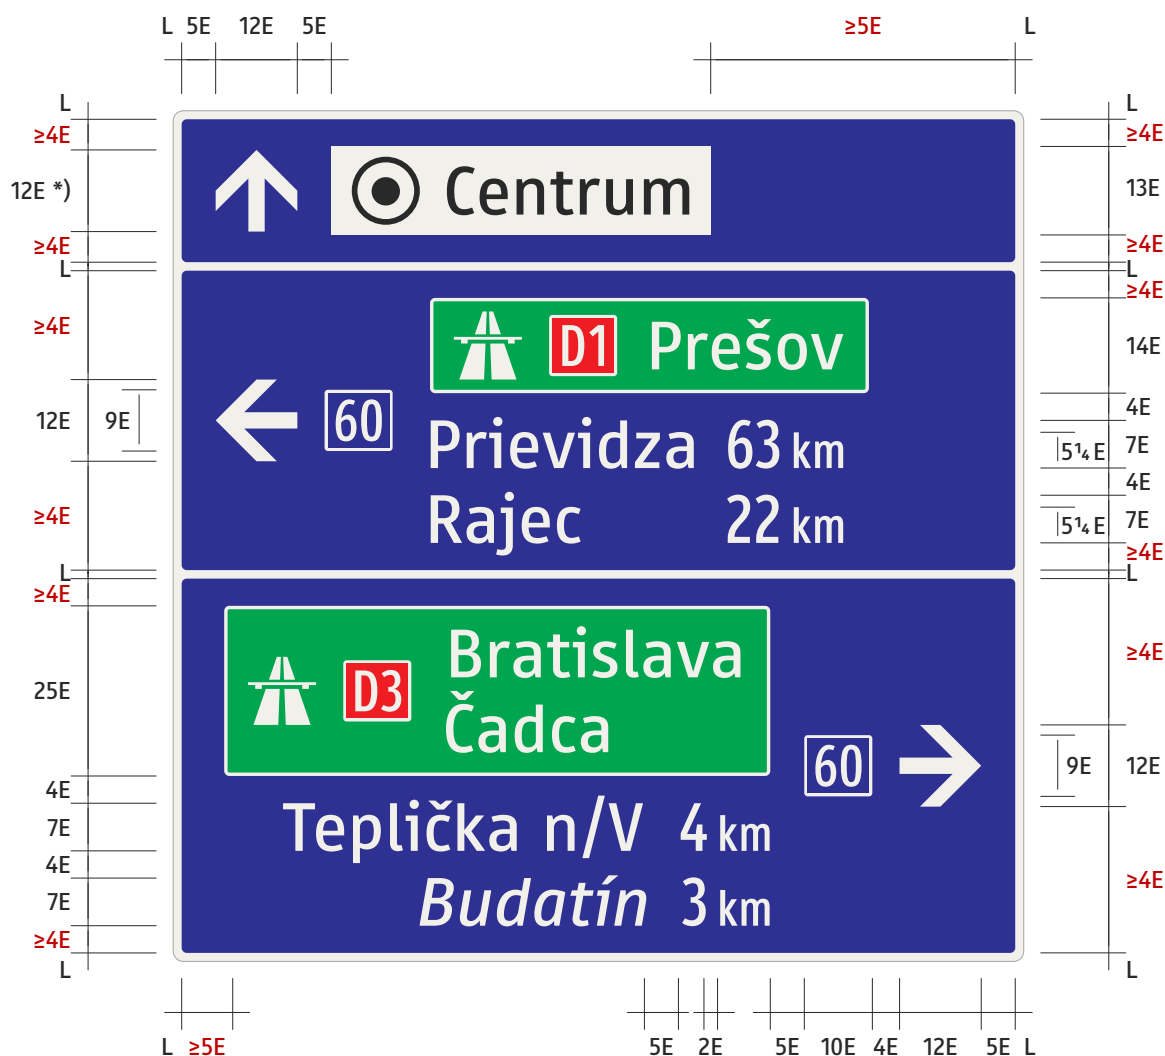 L 5E 12E 5E ≥5E L
L
≥4E
12E *)
≥4E
L
≥4E
12E 9E
≥4E
L
≥4E
25E
4E
7E
4E
7E
≥4E
L
Centrum
D1 Prešov
60
Prievidza 63 km
Rajec 22 km
D3 Bratislava
Čadca
60
Teplička n/V 4 km
Budatín 3 km
L
≥4E
13E
≥4E
L
≥4E
14E
4E
5¼E 7E
4E
5¼E 7E
≥4E
L
≥4E
9E 12E
≥4E
L
L ≥5E 5E 2E 5E 10E 4E 12E 5E L